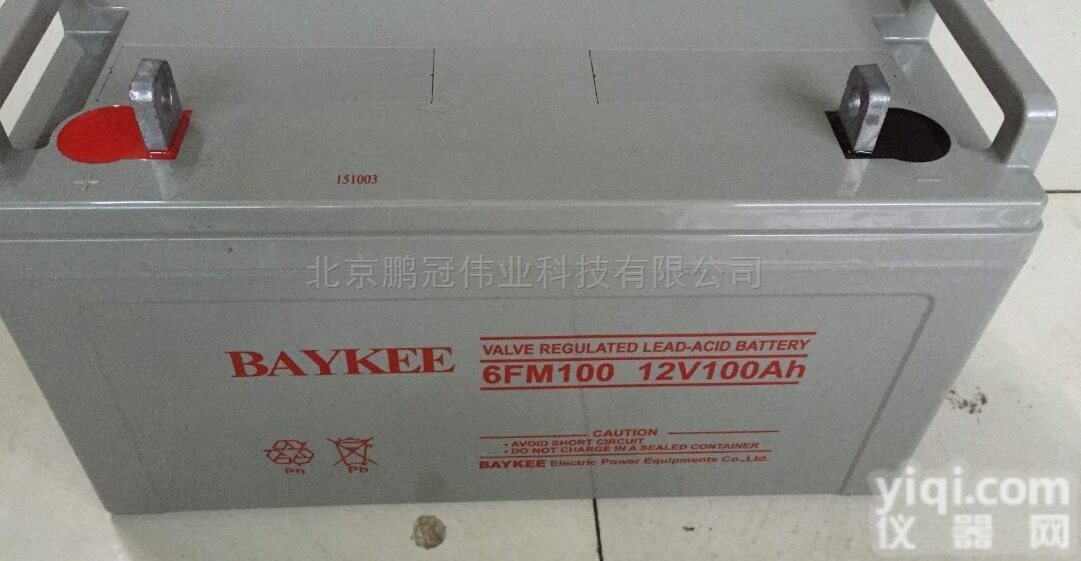 +
−
151003
北京鹏冠伟业科技有限公司
BAYKEE
VALVE REGULATED LEAD-ACID BATTERY
6FM100 12V100Ah
CAUTION
• AVOID SHORT CIRCUIT
• DO NOT CHARGE IN A SEALED CONTAINER
BAYKEE Electric Power Equipments Co.,Ltd.
Pb
yiqi.com
仪器网